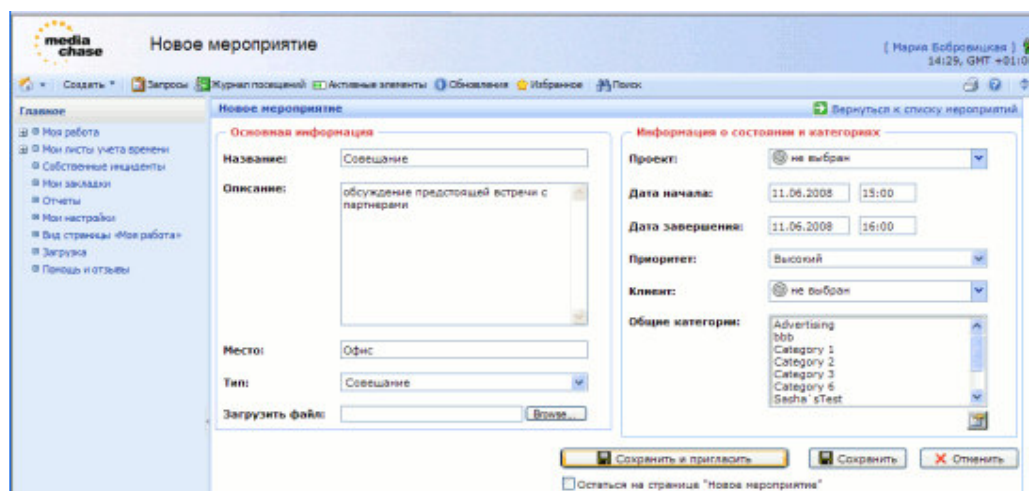 media
chase
Новое мероприятие
( Мария Бобровицкая )
14:29, GMT +01:0
Создать
Запросы
Журнал посещений
Активные элементы
Обновления
Избранное
Поиск
Главное
Моя работа
Мои листы учета времени
Собственные инциденты
Мои закладки
Отчеты
Мои настройки
Вид страницы «Моя работа»
Загрузка
Помощь и отзывы
Новое мероприятие
Вернуться к списку мероприятий
Основная информация
Название: Совещание
Описание: обсуждение предстоящей встречи с
партнерами
Место: Офис
Тип: Совещание
Загрузить файл: Browse...
Информация о состоянии и категориях
Проект: не выбран
Дата начала: 11.06.2008 15:00
Дата завершения: 11.06.2008 16:00
Приоритет: Высокий
Клиент: не выбран
Общие категории: Advertising
bbb
Category 1
Category 2
Category 3
Category 6
Sasha`sTest
Сохранить и пригласить
Сохранить
Отменить
Остаться на странице "Новое мероприятие"